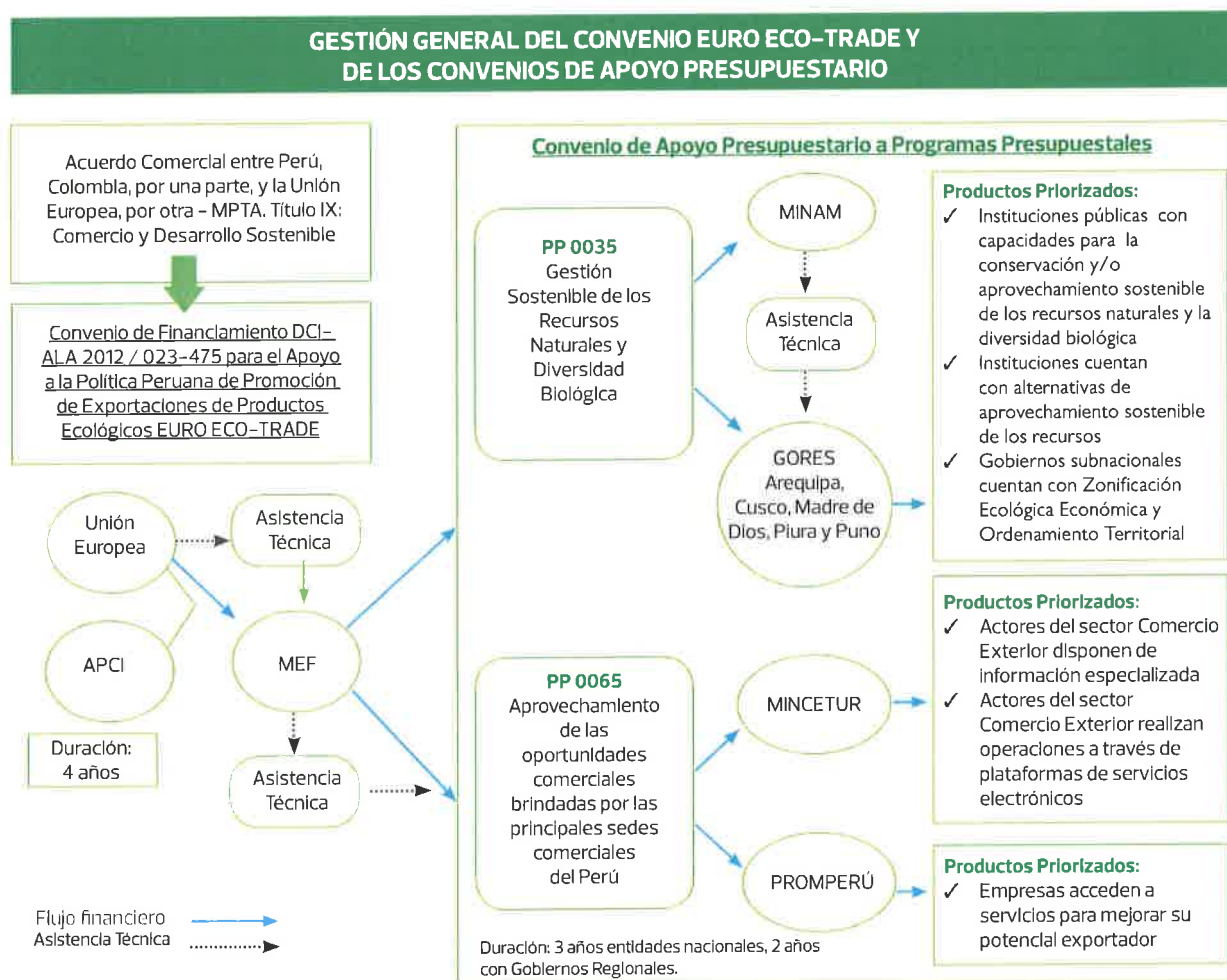 GESTIÓN GENERAL DEL CONVENIO EURO ECO-TRADE Y
DE LOS CONVENIOS DE APOYO PRESUPUESTARIO
Acuerdo Comercial entre Perú,
Colombia, por una parte, y la Unión
Europea, por otra – MPTA. Título IX:
Comercio y Desarrollo Sostenible
Convenio de Financiamiento DCI-
ALA 2012 / 023-475 para el Apoyo
a la Política Peruana de Promoción
de Exportaciones de Productos
Ecológicos EURO ECO-TRADE
Unión
Europea
Asistencia
Técnica
APCI
MEF
Duración:
4 años
Asistencia
Técnica
Flujo financiero
Asistencia Técnica
Convenio de Apoyo Presupuestario a Programas Presupuestales
PP 0035
Gestión
Sostenible de los
Recursos
Naturales y
Diversidad
Biológica
MINAM
Asistencia
Técnica
GORES
Arequipa,
Cusco, Madre de
Dios, Piura y Puno
Productos Priorizados:
✓ Instituciones públicas con
capacidades para la
conservación y/o
aprovechamiento sostenible
de los recursos naturales y la
diversidad biológica
✓ Instituciones cuentan
con alternativas de
aprovechamiento sostenible
de los recursos
✓ Gobiernos subnacionales
cuentan con Zonificación
Ecológica Económica y
Ordenamiento Territorial
PP 0065
Aprovechamiento
de las
oportunidades
comerciales
brindadas por las
principales sedes
comerciales
del Perú
MINCETUR
Productos Priorizados:
✓ Actores del sector Comercio
Exterior disponen de
información especializada
✓ Actores del sector
Comercio Exterior realizan
operaciones a través de
plataformas de servicios
electrónicos
PROMPERÚ
Productos Priorizados:
✓ Empresas acceden a
servicios para mejorar su
potencial exportador
Duración: 3 años entidades nacionales, 2 años
con Gobiernos Regionales.